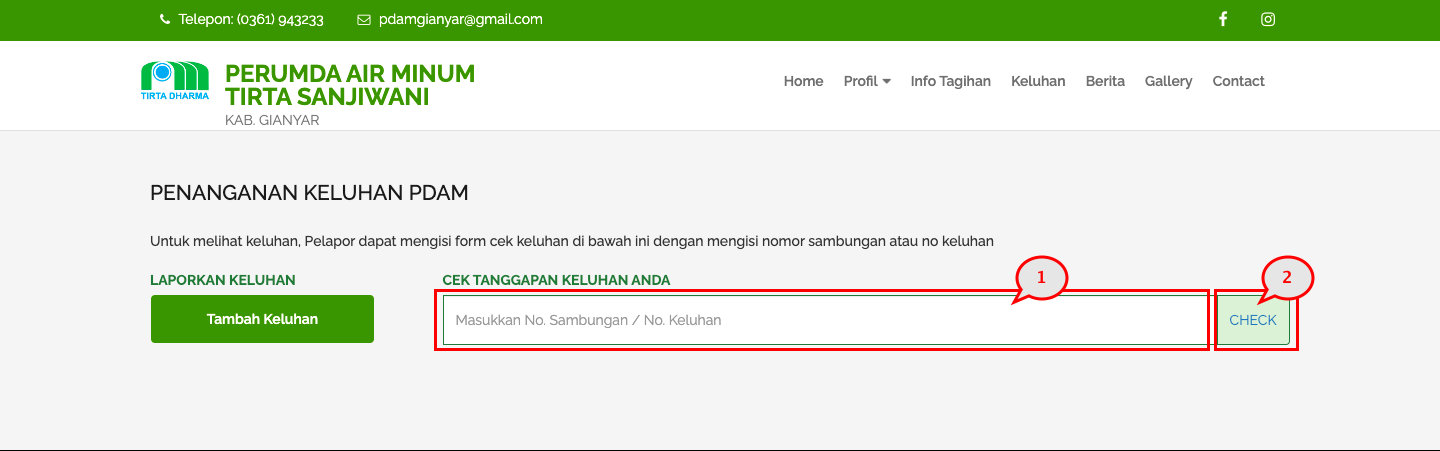 Telepon: (0361) 943233 pdamgianyar@gmail.com
TIRTA DHARMA
PERUMDA AIR MINUM
TIRTA SANJIWANI
KAB. GIANYAR
Home Profil Info Tagihan Keluhan Berita Gallery Contact
PENANGANAN KELUHAN PDAM
Untuk melihat keluhan, Pelapor dapat mengisi form cek keluhan di bawah ini dengan mengisi nomor sambungan atau no keluhan
LAPORKAN KELUHAN
Tambah Keluhan
CEK TANGGAPAN KELUHAN ANDA
1
2
Masukkan No. Sambungan / No. Keluhan
CHECK